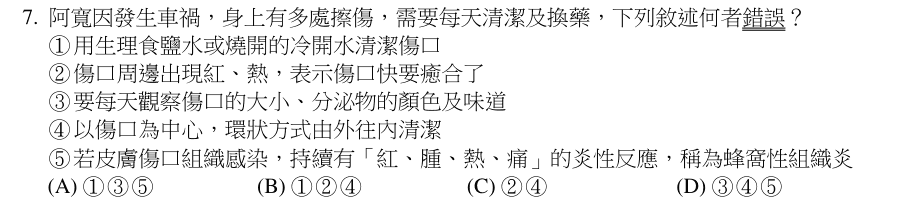 7. 阿寬因發生車禍，身上有多處擦傷，需要每天清潔及換藥，下列敘述何者錯誤？
①用生理食鹽水或燒開的冷開水清潔傷口
②傷口周邊出現紅、熱，表示傷口快要癒合了
③要每天觀察傷口的大小、分泌物的顏色及味道
④以傷口為中心，環狀方式由外往內清潔
⑤若皮膚傷口組織感染，持續有「紅、腫、熱、痛」的炎性反應，稱為蜂窩性組織炎
(A) ①③⑤ (B) ①②④ (C) ②④ (D) ③④⑤